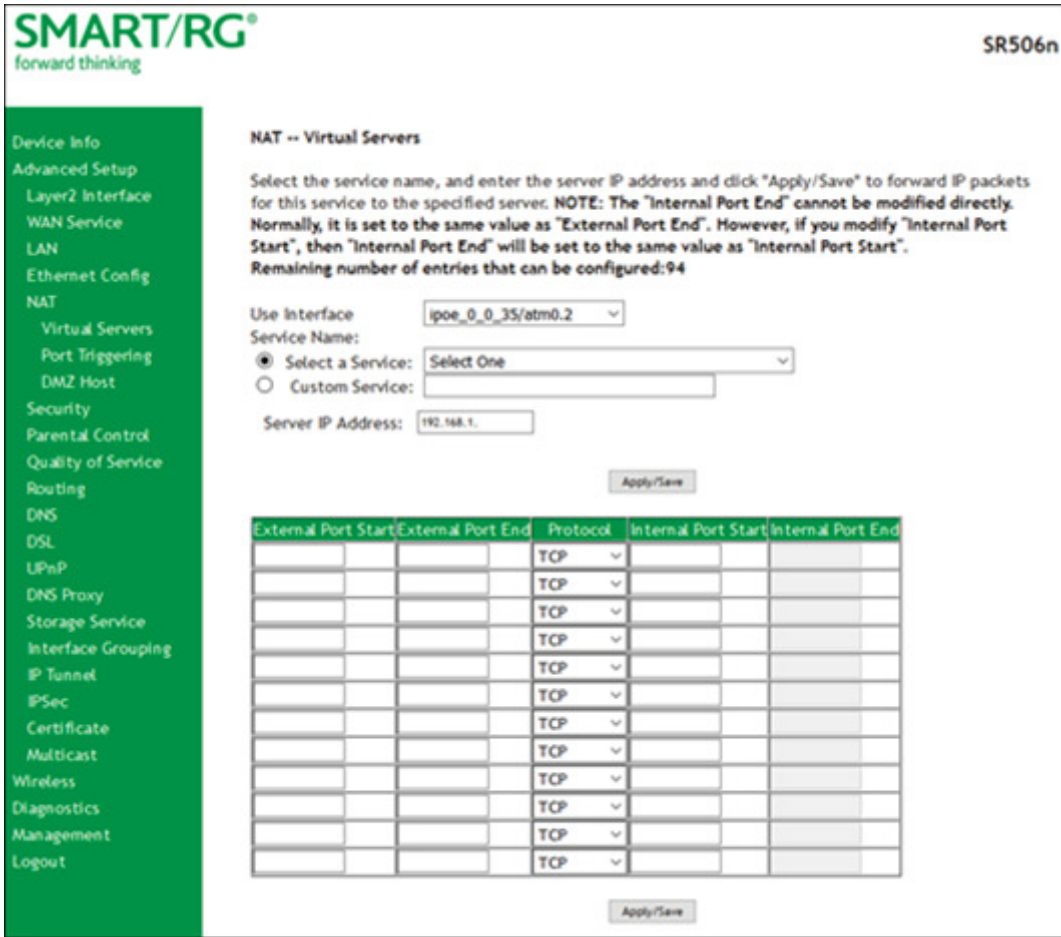 SMART/RG®
forward thinking
SR506n
Device Info
Advanced Setup
Layer2 Interface
WAN Service
LAN
Ethernet Config
NAT
Virtual Servers
Port Triggering
DMZ Host
Security
Parental Control
Quality of Service
Routing
DNS
DSL
UPnP
DNS Proxy
Storage Service
Interface Grouping
IP Tunnel
IPSec
Certificate
Multicast
Wireless
Diagnostics
Management
Logout
NAT -- Virtual Servers
Select the service name, and enter the server IP address and click "Apply/Save" to forward IP packets
for this service to the specified server. NOTE: The "Internal Port End" cannot be modified directly.
Normally, it is set to the same value as "External Port End". However, if you modify "Internal Port
Start", then "Internal Port End" will be set to the same value as "Internal Port Start".
Remaining number of entries that can be configured:94
Use Interface ipoe_0_0_35/atm0.2
Service Name:
Select a Service: Select One
Custom Service:
Server IP Address: 192.168.1.
Apply/Save
External Port Start External Port End Protocol Internal Port Start Internal Port End
TCP
TCP
TCP
TCP
TCP
TCP
TCP
TCP
TCP
TCP
TCP
TCP
Apply/Save